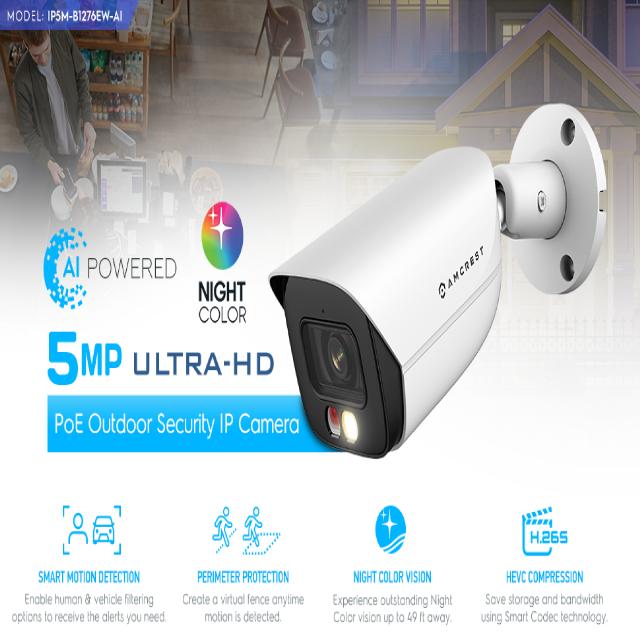 MODEL: IP5M-B1276EW-AI
AI POWERED
NIGHT
COLOR
AMCREST
5MP ULTRA-HD
PoE Outdoor Security IP Camera
H.265
SMART MOTION DETECTION
Enable human & vehicle filtering
options to receive the alerts you need.
PERIMETER PROTECTION
Create a virtual fence anytime
motion is detected.
NIGHT COLOR VISION
Experience outstanding Night
Color vision up to 49 ft away.
HEVC COMPRESSION
Save storage and bandwidth
using Smart Codec technology.